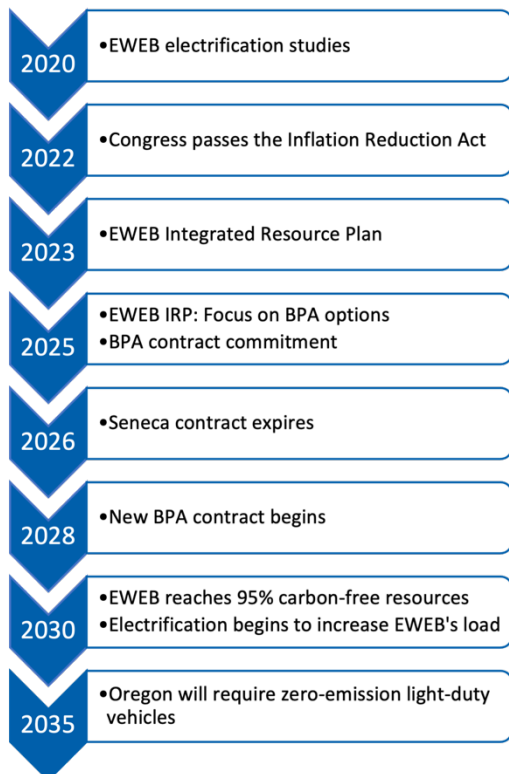 2020
•EWEB electrification studies
2022
•Congress passes the Inflation Reduction Act
2023
•EWEB Integrated Resource Plan
2025
•EWEB IRP: Focus on BPA options
•BPA contract commitment
2026
•Seneca contract expires
2028
•New BPA contract begins
2030
•EWEB reaches 95% carbon-free resources
•Electrification begins to increase EWEB's load
2035
•Oregon will require zero-emission light-duty
vehicles